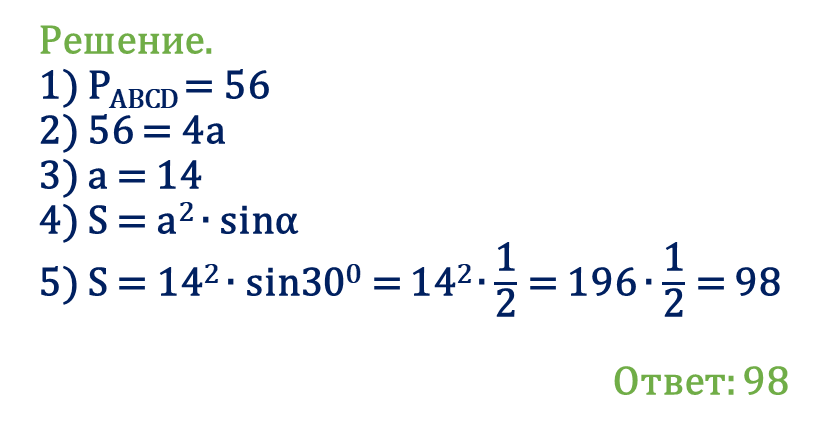 Решение.
1) P_ABCD = 56
2) 56 = 4a
3) a = 14
4) S = a² · sinα
5) S = 14² · sin30⁰ = 14² · 1/2 = 196 · 1/2 = 98
Ответ: 98